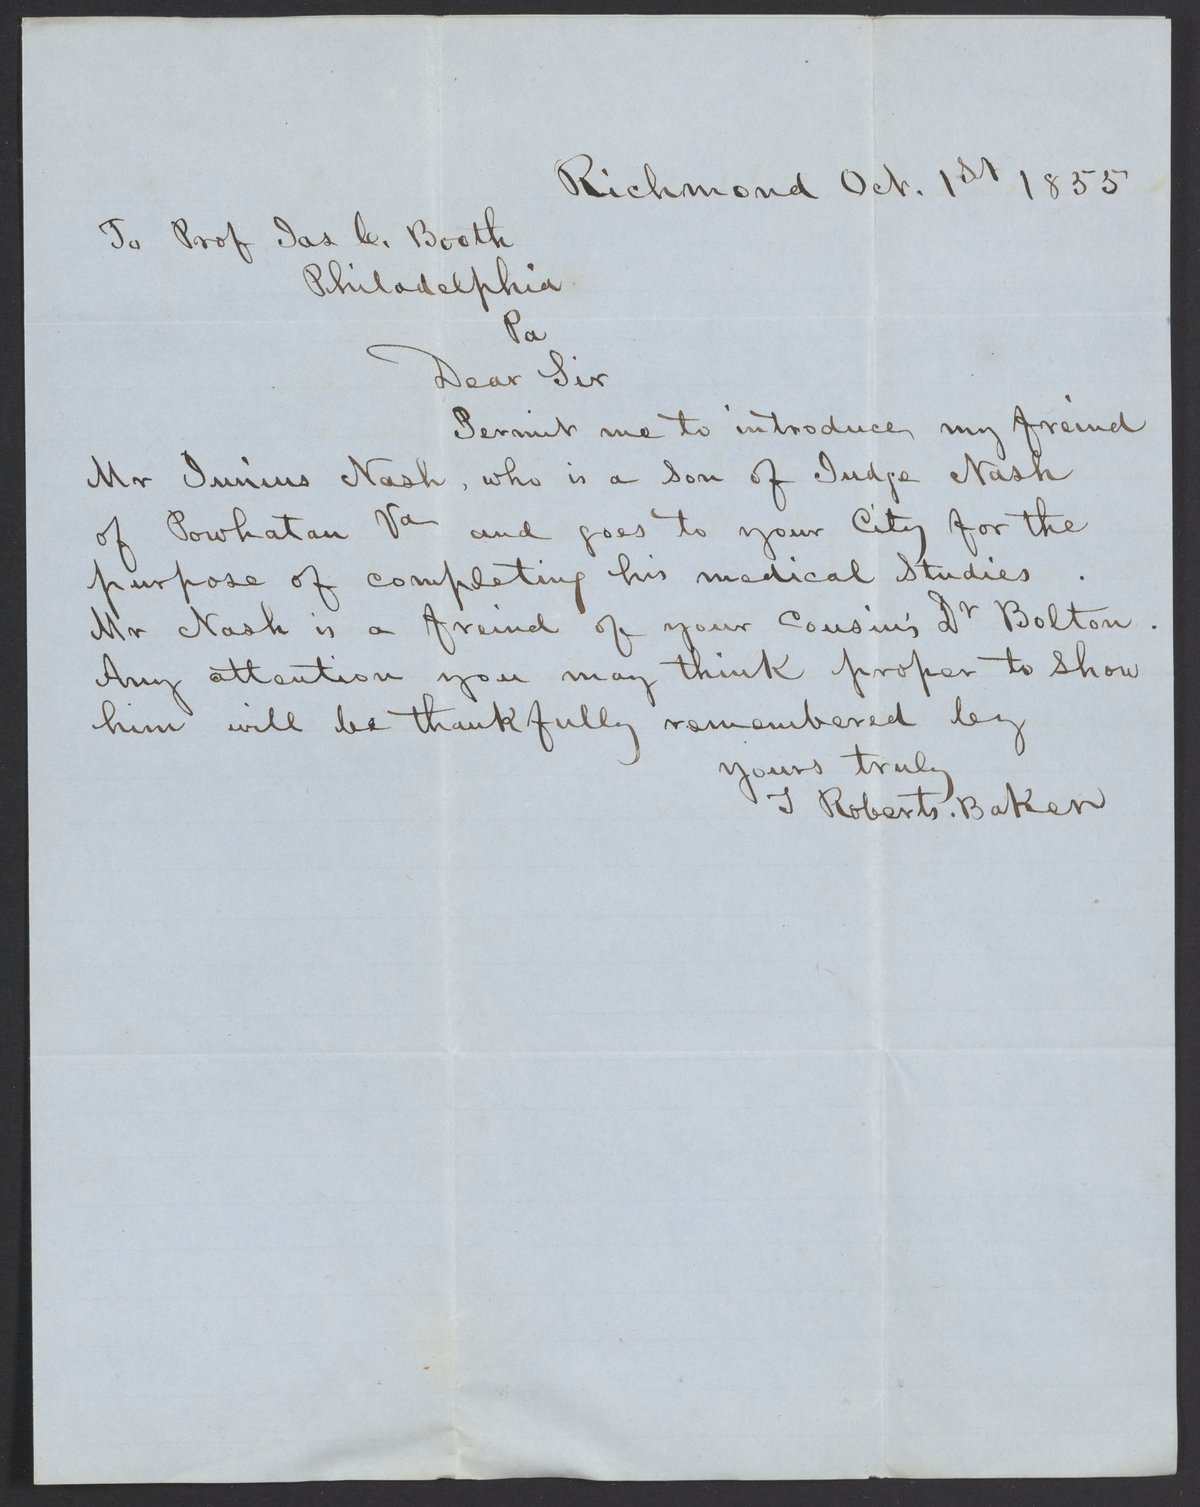 Richmond Oct. 1st 1855
To Prof Jas C. Booth
Philadelphia
Pa
Dear Sir
Permit me to introduce, my freind
Mr Junius Nash, who is a Son of Judge Nash
of Powhatan Va and goes to your City for the
purpose of completing his medical Studies.
Mr Nash is a freind of your Cousin's Dr Bolton.
Any attention you may think proper to Show
him will be thankfully remembered by
yours truly
T Roberts. Baker